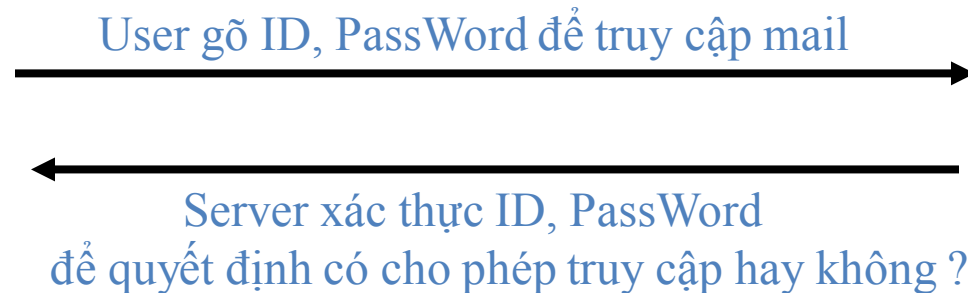 User gõ ID, PassWord để truy cập mail
Server xác thực ID, PassWord
để quyết định có cho phép truy cập hay không ?